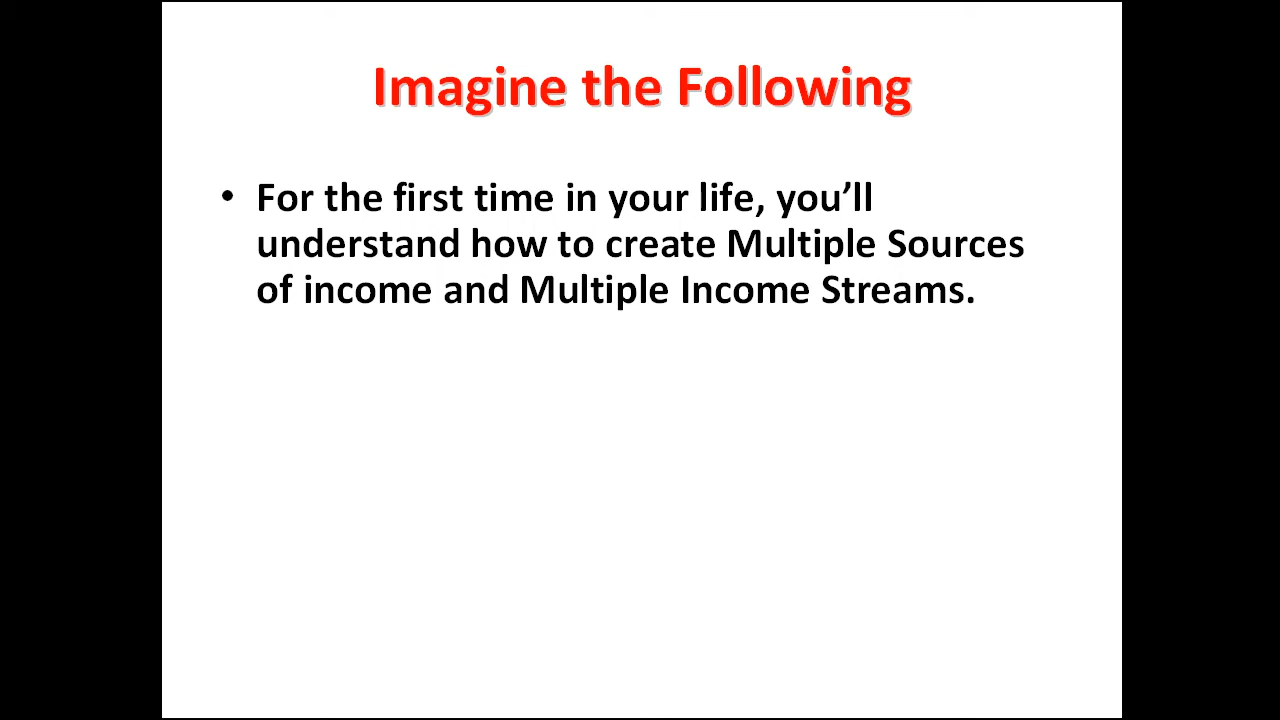 Imagine the Following
• For the first time in your life, you’ll
understand how to create Multiple Sources
of income and Multiple Income Streams.